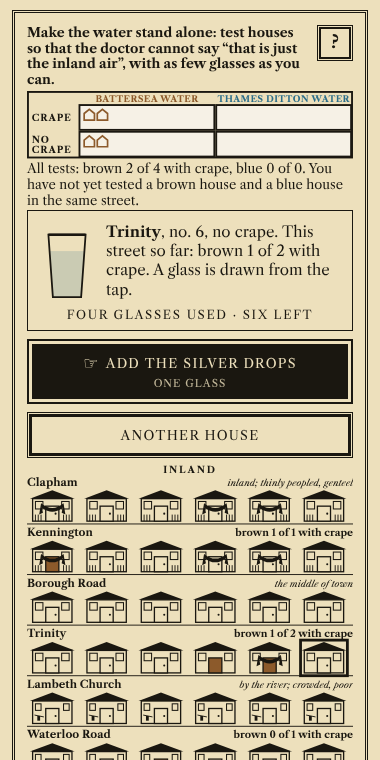 Make the water stand alone: test houses
so that the doctor cannot say “that is just
the inland air”, with as few glasses as you
can.
?
BATTERSEA WATER THAMES DITTON WATER
CRAPE
NO
CRAPE
All tests: brown 2 of 4 with crape, blue 0 of 0. You
have not yet tested a brown house and a blue house
in the same street.
Trinity, no. 6, no crape. This
street so far: brown 1 of 2 with
crape. A glass is drawn from the
tap.
FOUR GLASSES USED · SIX LEFT
☞ ADD THE SILVER DROPS
ONE GLASS
ANOTHER HOUSE
INLAND
Clapham inland; thinly peopled, genteel
Kennington brown 1 of 1 with crape
Borough Road the middle of town
Trinity brown 1 of 2 with crape
Lambeth Church by the river; crowded, poor
Waterloo Road brown 0 of 1 with crape